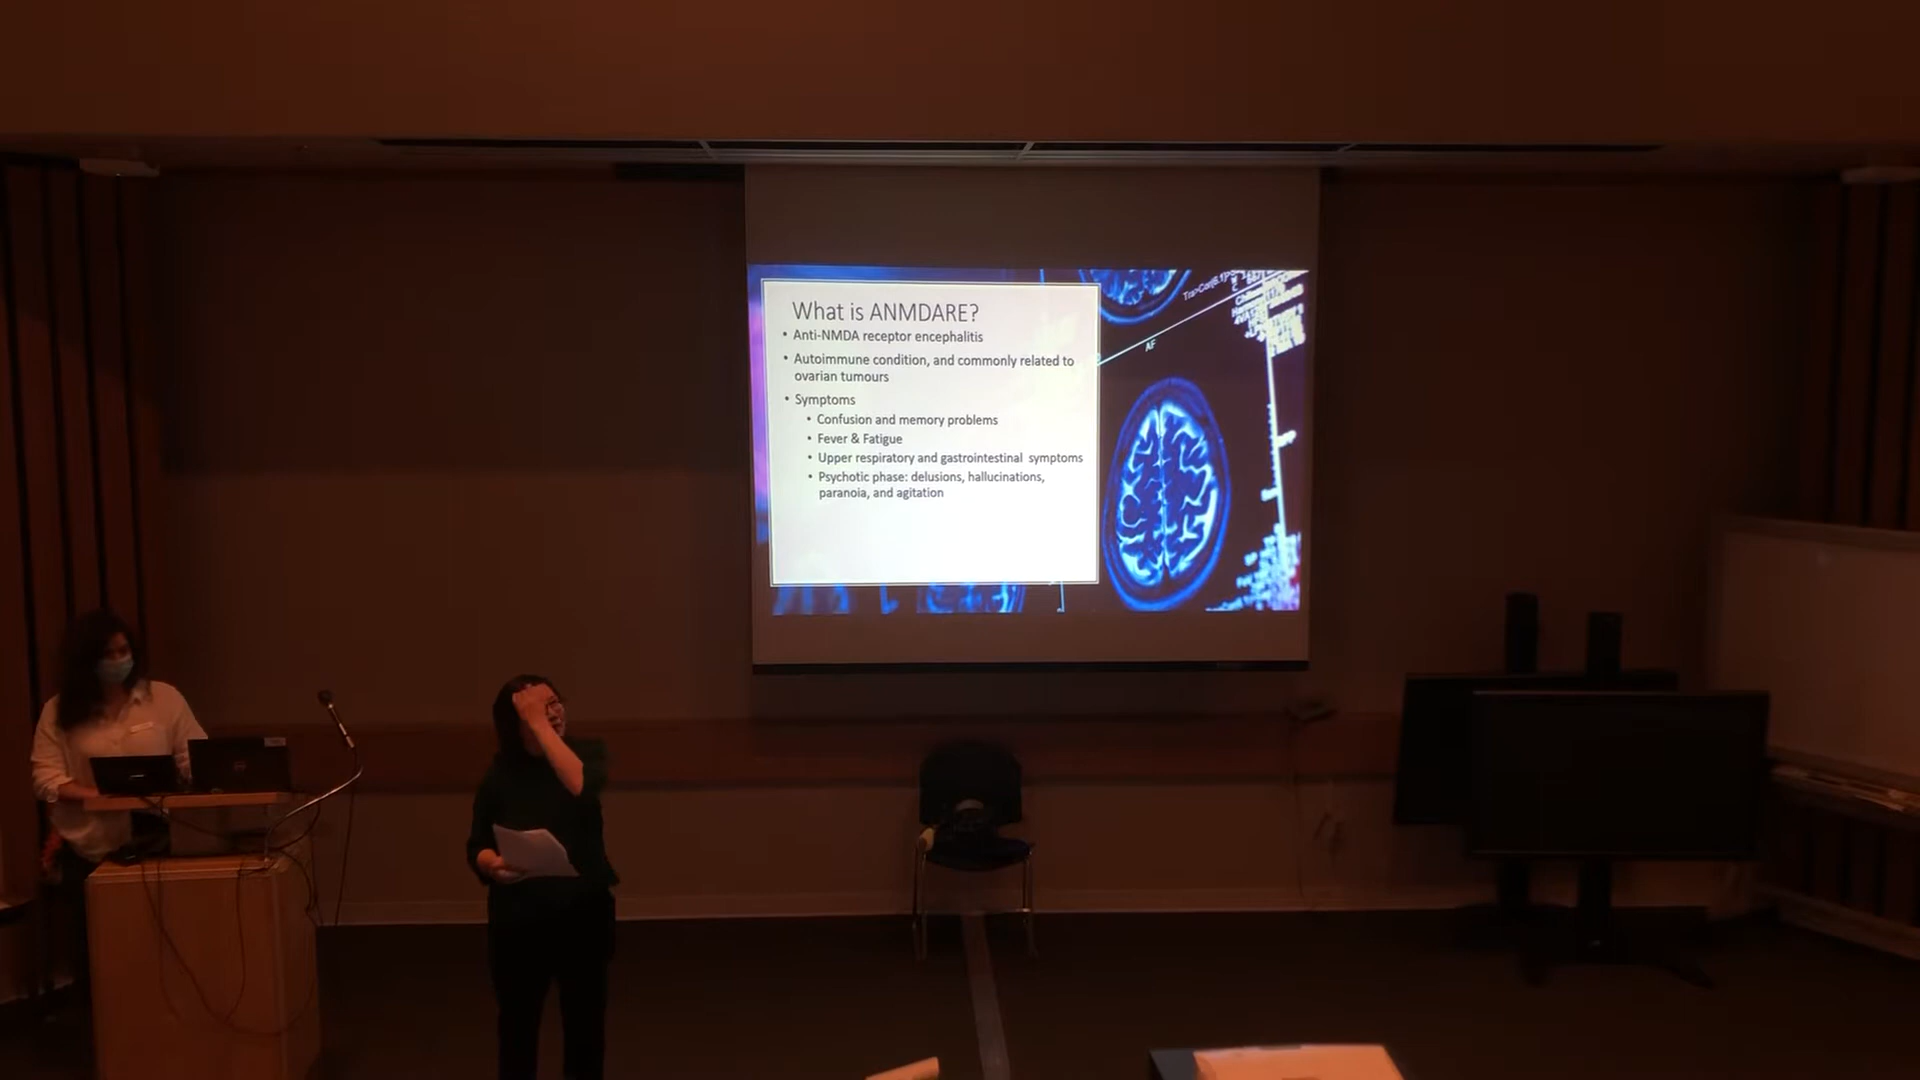 What is ANMDARE?
• Anti-NMDA receptor encephalitis
• Autoimmune condition, and commonly related to
ovarian tumours
• Symptoms
• Confusion and memory problems
• Fever & Fatigue
• Upper respiratory and gastrointestinal symptoms
• Psychotic phase: delusions, hallucinations,
paranoia, and agitation
AF